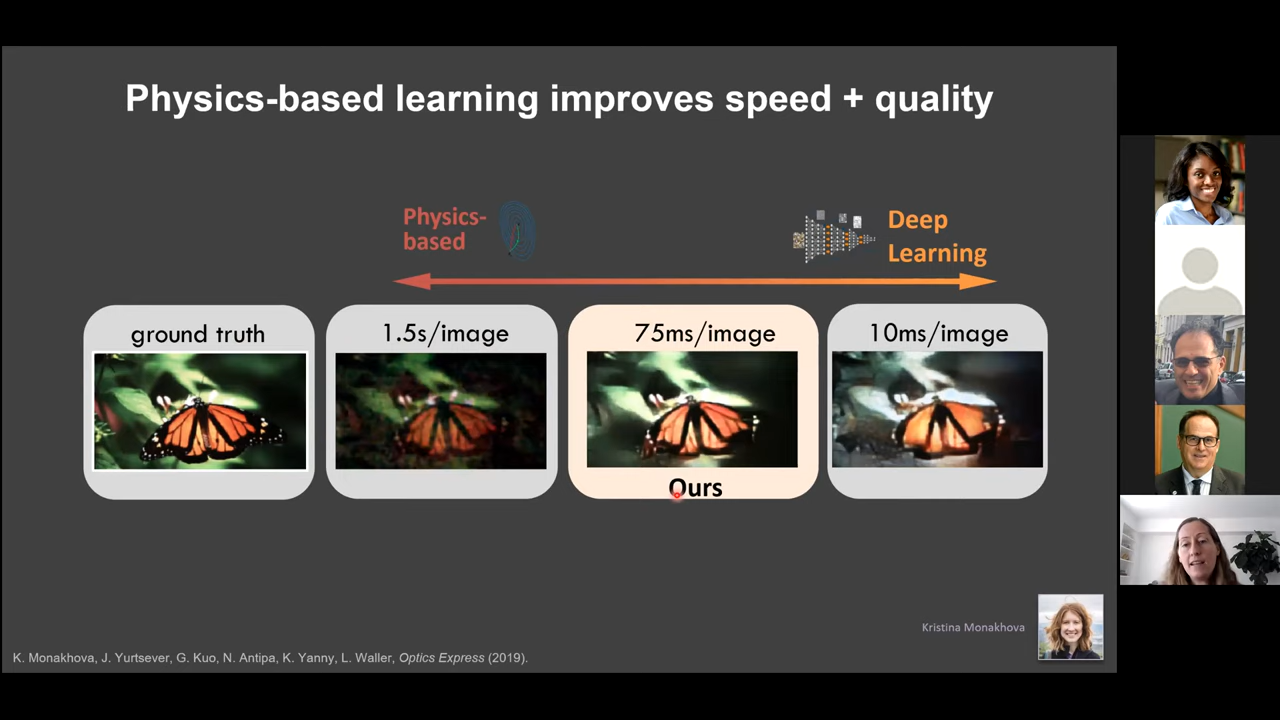 Physics-based learning improves speed + quality
Physics-
based
Deep
Learning
ground truth
1.5s/image
75ms/image
10ms/image
Ours
Kristina Monakhova
K. Monakhova, J. Yurtsever, G. Kuo, N. Antipa, K. Yanny, L. Waller, Optics Express (2019).